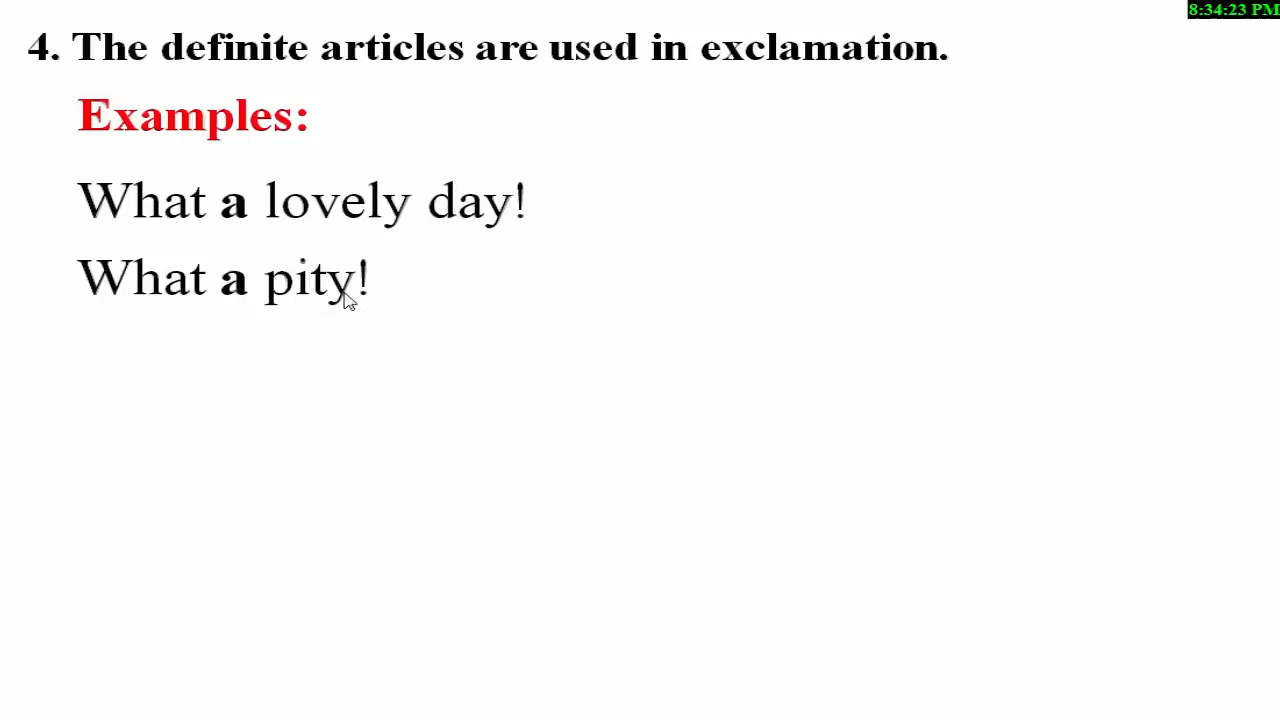 8:34:23 PM
4. The definite articles are used in exclamation.
Examples:
What a lovely day!
What a pity!